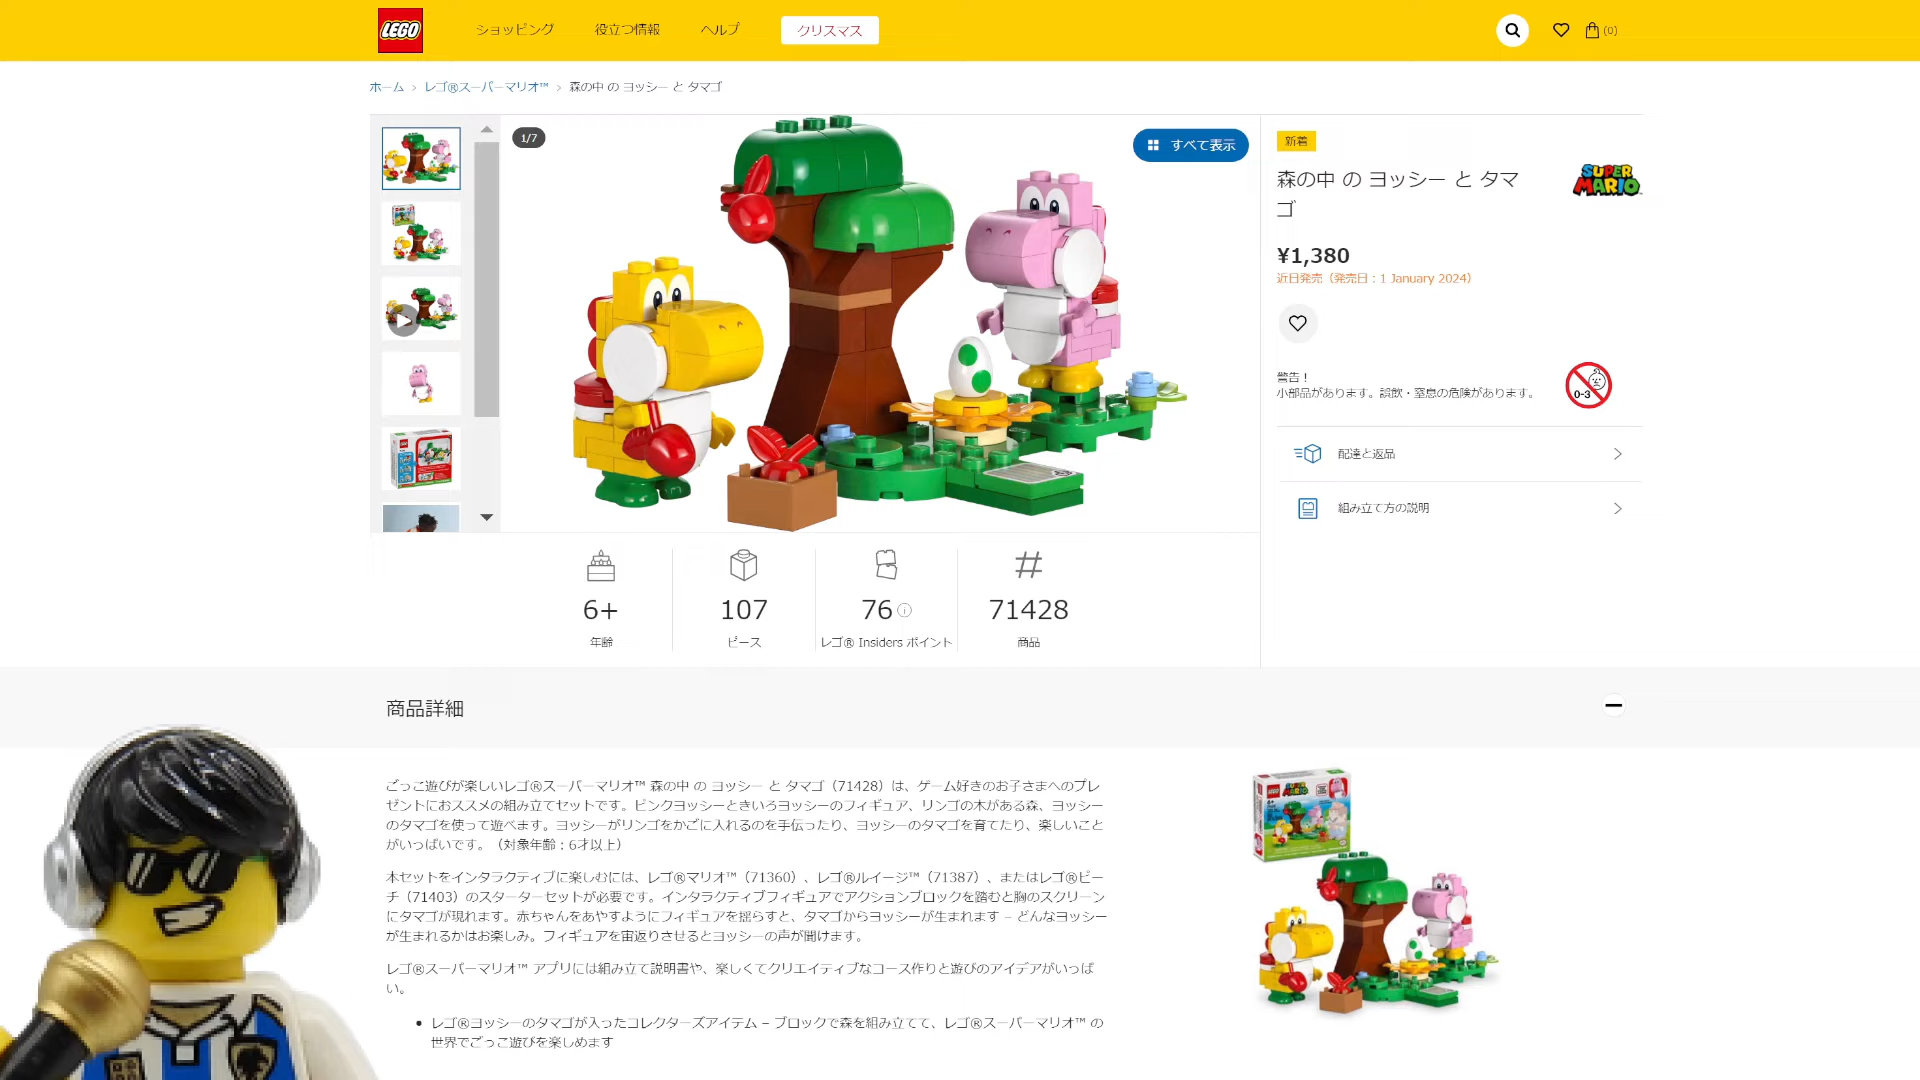 LEGO
ショッピング
役立つ情報
ヘルプ
クリスマス
(0)
ホーム > レゴ®スーパーマリオ™ > 森の中 の ヨッシー と タマゴ
1/7
すべて表示
新着
森の中 の ヨッシー と タマ
ゴ
SUPER
MARIO
¥1,380
近日発売（発売日：1 January 2024）
警告！
小部品があります。誤飲・窒息の危険があります。
0-3
配達と返品
組み立て方の説明
6+
年齢
107
ピース
76
レゴ® Insiders ポイント
71428
商品
商品詳細
ごっこ遊びが楽しいレゴ®スーパーマリオ™ 森の中 の ヨッシー と タマゴ（71428）は、ゲーム好きのお子さまへのプレ
ゼントにおススメの組み立てセットです。ピンクヨッシーときいろヨッシーのフィギュア、リンゴの木がある森、ヨッシー
のタマゴを使って遊べます。ヨッシーがリンゴをかごに入れるのを手伝ったり、ヨッシーのタマゴを育てたり、楽しいこと
がいっぱいです。（対象年齢：6才以上）
本セットをインタラクティブに楽しむには、レゴ®マリオ™（71360）、レゴ®ルイージ™（71387）、またはレゴ®ピー
チ（71403）のスターターセットが必要です。インタラクティブフィギュアでアクションブロックを踏むと胸のスクリーン
にタマゴが現れます。赤ちゃんをあやすようにフィギュアを揺らすと、タマゴからヨッシーが生まれます – どんなヨッシー
が生まれるかはお楽しみ。フィギュアを宙返りさせるとヨッシーの声が聞けます。
レゴ®スーパーマリオ™ アプリには組み立て説明書や、楽しくてクリエイティブなコース作りと遊びのアイデアがいっぱ
い。
• レゴ®ヨッシーのタマゴが入ったコレクターズアイテム – ブロックで森を組み立てて、レゴ®スーパーマリオ™ の
世界でごっこ遊びを楽しめます